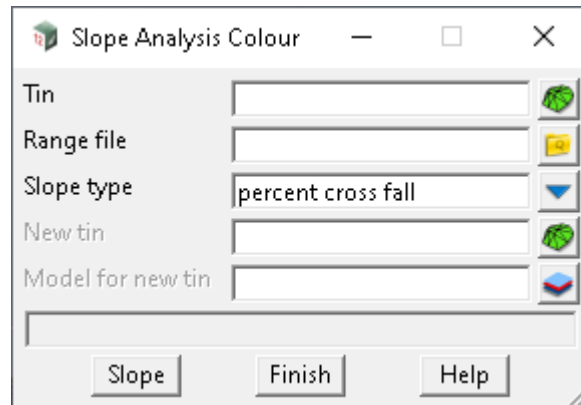 Slope Analysis Colour
Tin
Range file
Slope type percent cross fall
New tin
Model for new tin
Slope Finish Help